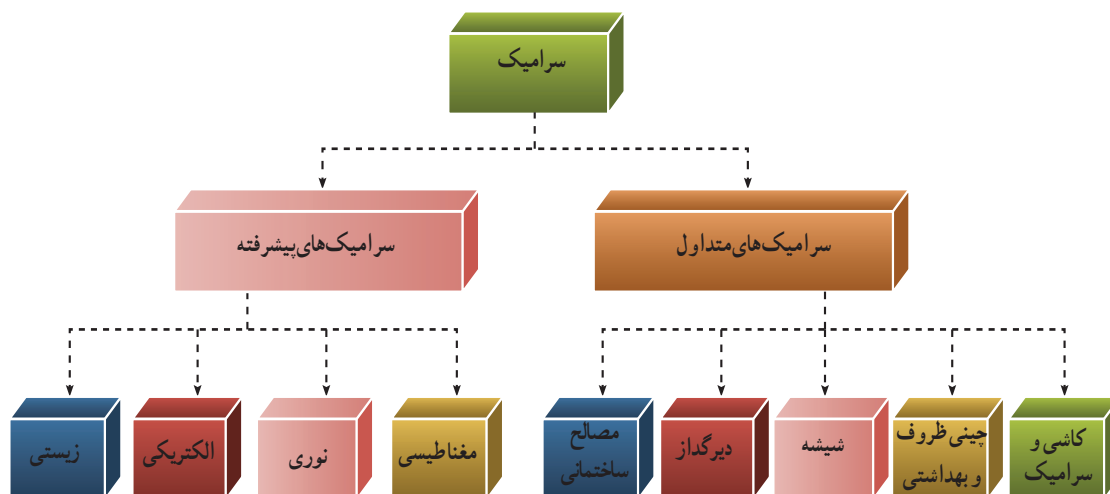 سرامیک
سرامیک‌های‌متداول
سرامیک‌های‌پیشرفته
کاشی و
سرامیک
چینی ظروف
و بهداشتی
شیشه
دیرگداز
مصالح
ساختمانی
مغناطیسی
نوری
الکتریکی
زیستی